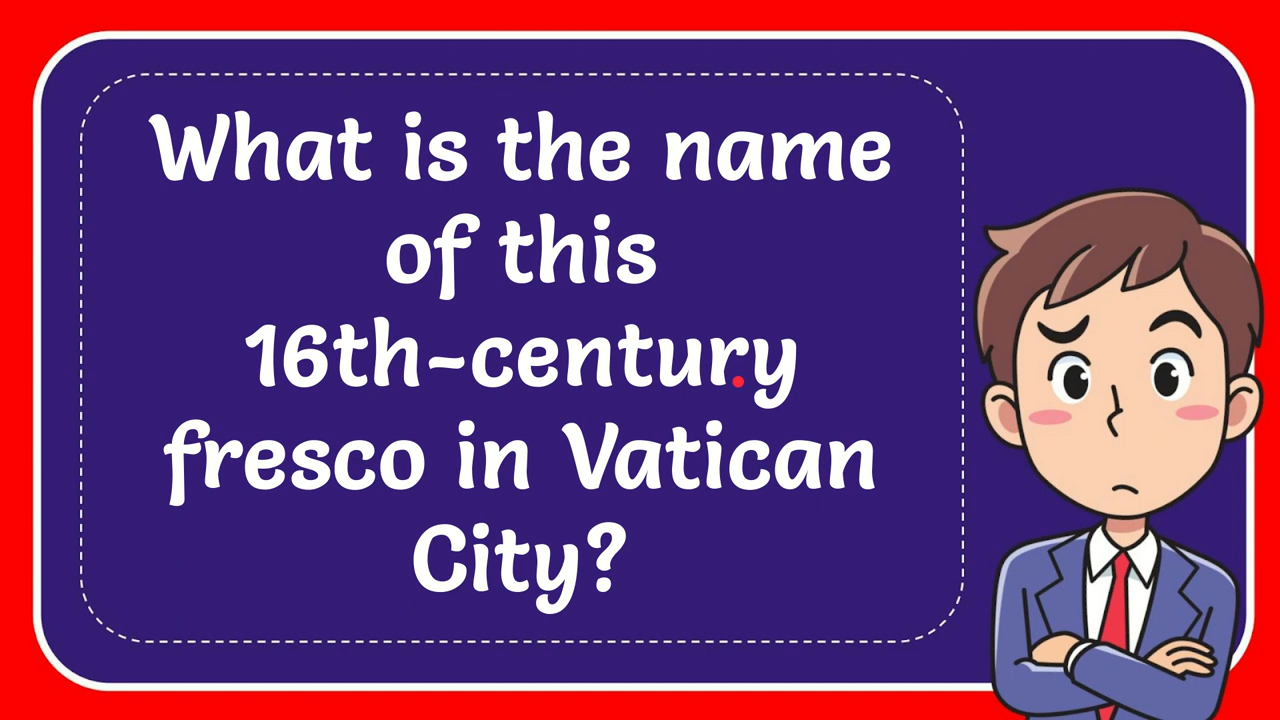 What is the name
of this
16th-century
fresco in Vatican
City?